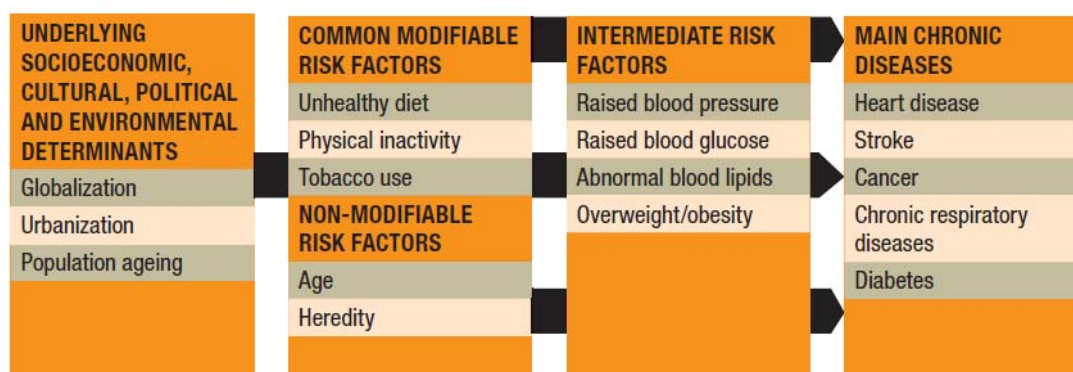 UNDERLYING
SOCIOECONOMIC,
CULTURAL, POLITICAL
AND ENVIRONMENTAL
DETERMINANTS
Globalization
Urbanization
Population ageing
COMMON MODIFIABLE
RISK FACTORS
Unhealthy diet
Physical inactivity
Tobacco use
NON-MODIFIABLE
RISK FACTORS
Age
Heredity
INTERMEDIATE RISK
FACTORS
Raised blood pressure
Raised blood glucose
Abnormal blood lipids
Overweight/obesity
MAIN CHRONIC
DISEASES
Heart disease
Stroke
Cancer
Chronic respiratory
diseases
Diabetes